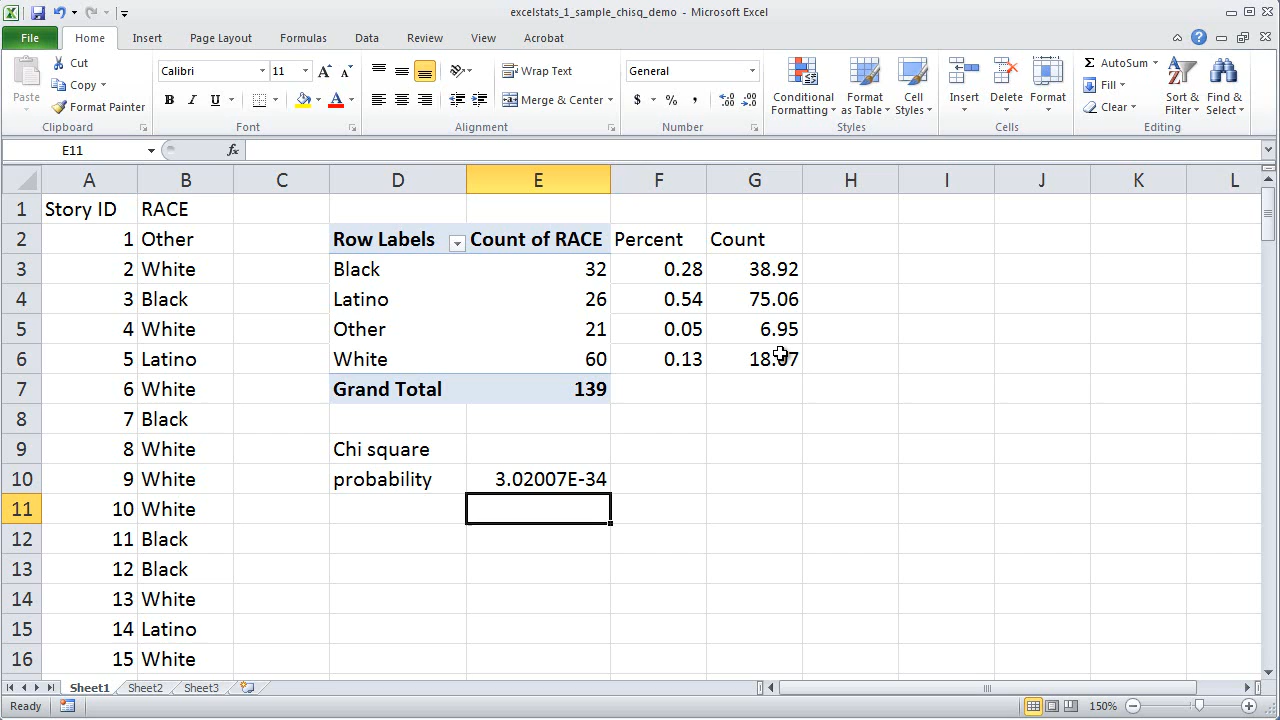 excelstats_1_sample_chisq_demo - Microsoft Excel
File Home Insert Page Layout Formulas Data Review View Acrobat
Paste Cut Copy Format Painter Clipboard
Calibri 11 B I U Font
Wrap Text Merge & Center Alignment
General $ % , Number
Conditional Formatting Format as Table Cell Styles Styles
Insert Delete Format Cells
AutoSum Fill Clear Sort & Filter Find & Select Editing
E11 fx
A B C D E F G H I J K L
1 Story ID RACE
2 1 Other Row Labels Count of RACE Percent Count
3 2 White Black 32 0.28 38.92
4 3 Black Latino 26 0.54 75.06
5 4 White Other 21 0.05 6.95
6 5 Latino White 60 0.13
7 6 White Grand Total 139
8 7 Black
9 8 White Chi square
10 9 White probability 3.02007E-34
11 10 White
12 11 Black
13 12 Black
14 13 White
15 14 Latino
16 15 White
Sheet1 Sheet2 Sheet3
Ready 150%